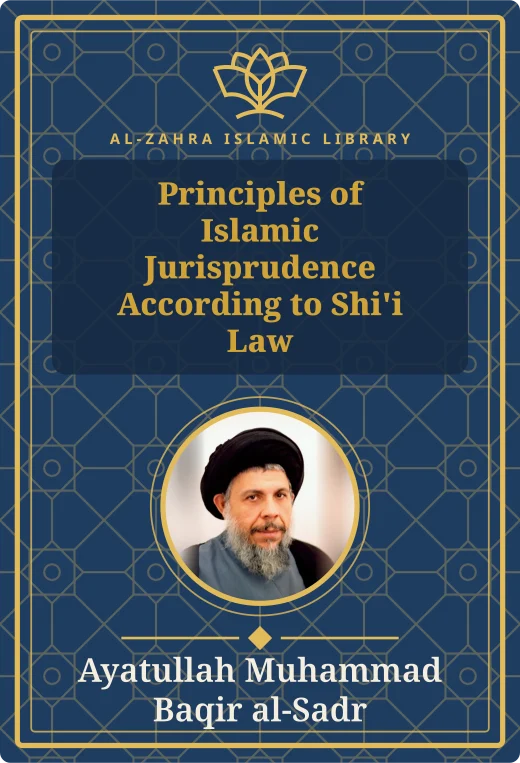 AL-ZAHRA ISLAMIC LIBRARY
Principles of
Islamic
Jurisprudence
According to Shi'i
Law
Ayatullah Muhammad
Baqir al-Sadr